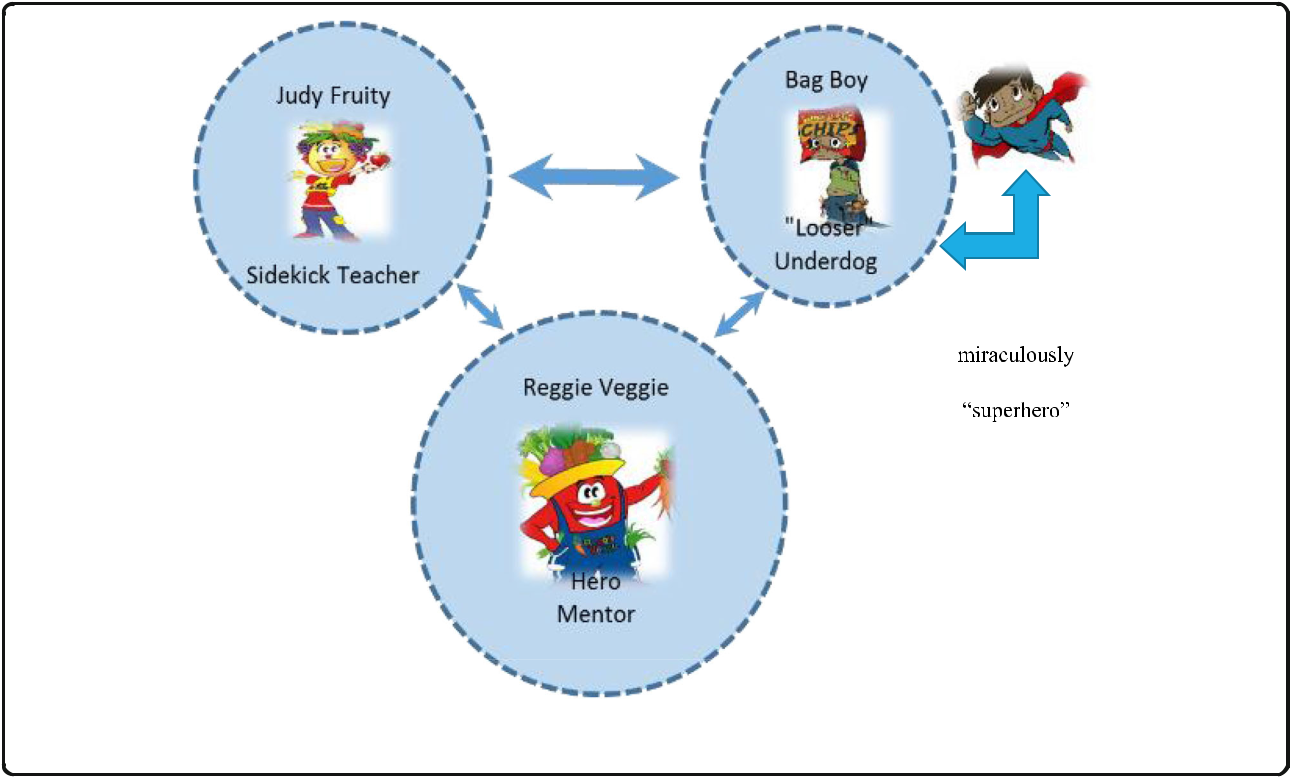 Judy Fruity
Sidekick Teacher
Bag Boy
CHIPS
"Looser"
Underdog
miraculously
“superhero”
Reggie Veggie
Hero
Mentor